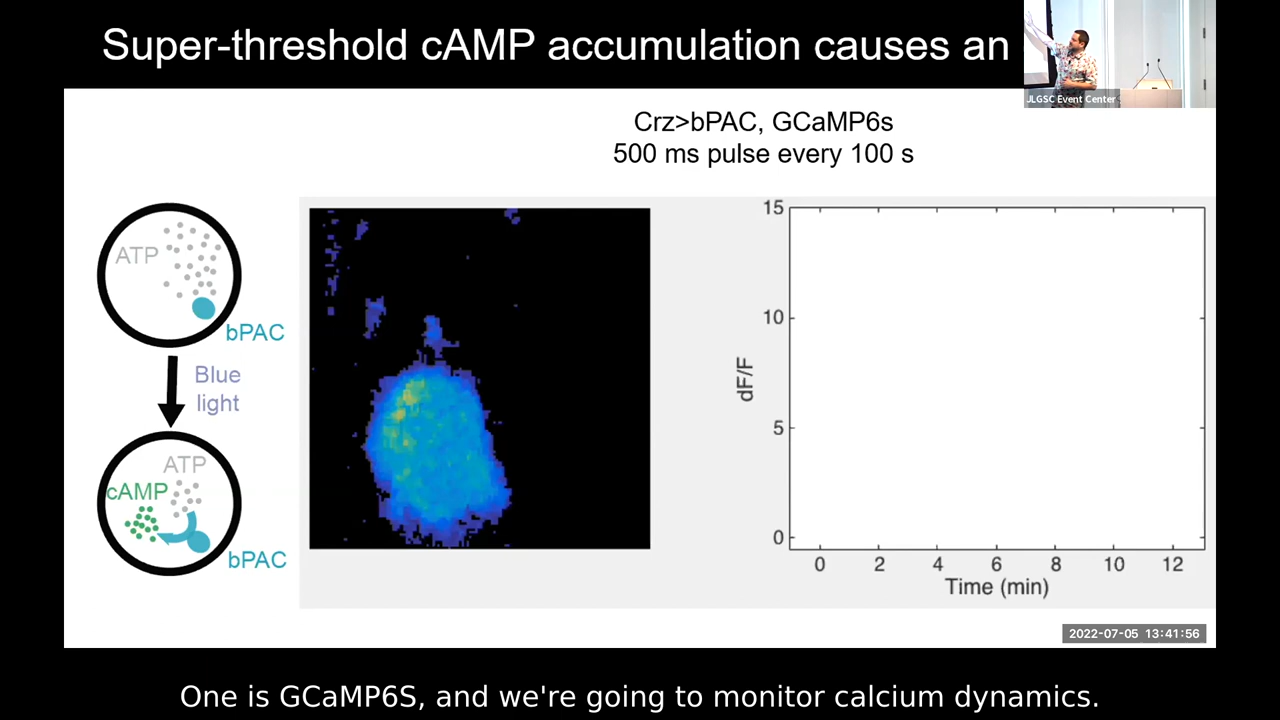 Super-threshold cAMP accumulation causes an
JLGSC Event Center
Crz>bPAC, GCaMP6s
500 ms pulse every 100 s
ATP
bPAC
Blue
light
ATP
cAMP
bPAC
15
10
5
0
dF/F
0 2 4 6 8 10 12
Time (min)
2022-07-05 13:41:56
One is GCaMP6S, and we're going to monitor calcium dynamics.